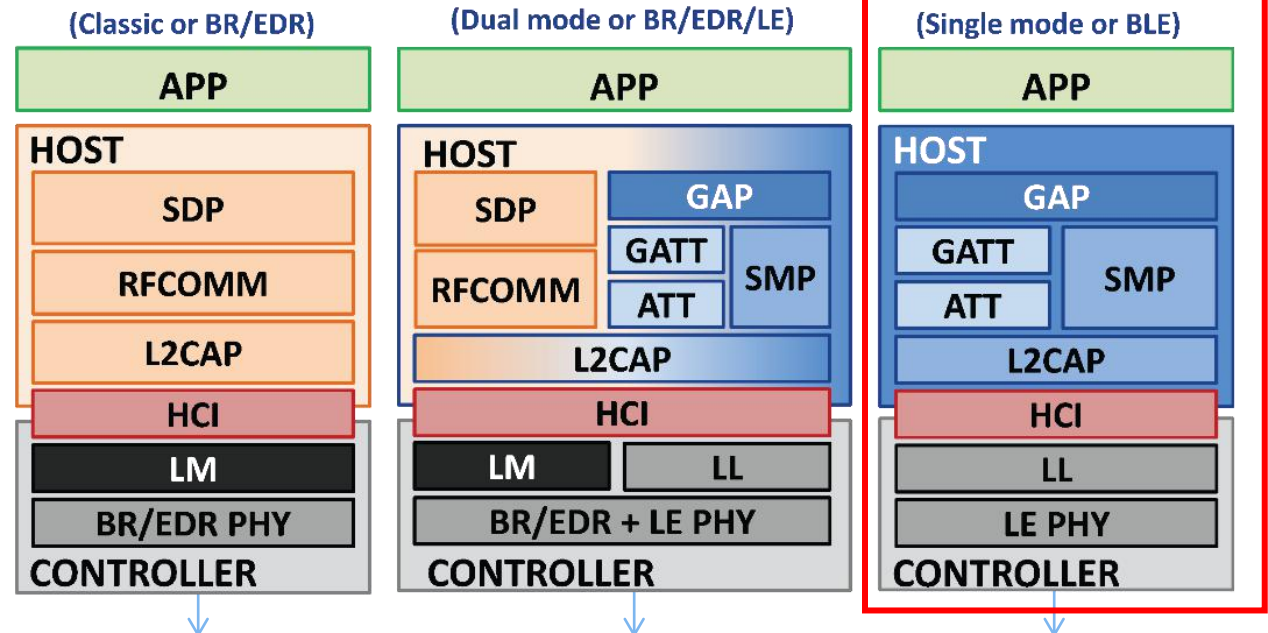 (Classic or BR/EDR)
APP
HOST
SDP
RFCOMM
L2CAP
HCI
LM
BR/EDR PHY
CONTROLLER
(Dual mode or BR/EDR/LE)
APP
HOST
SDP
GAP
GATT
SMP
RFCOMM
ATT
L2CAP
HCI
LM
LL
BR/EDR + LE PHY
CONTROLLER
(Single mode or BLE)
APP
HOST
GAP
GATT
SMP
ATT
L2CAP
HCI
LL
LE PHY
CONTROLLER